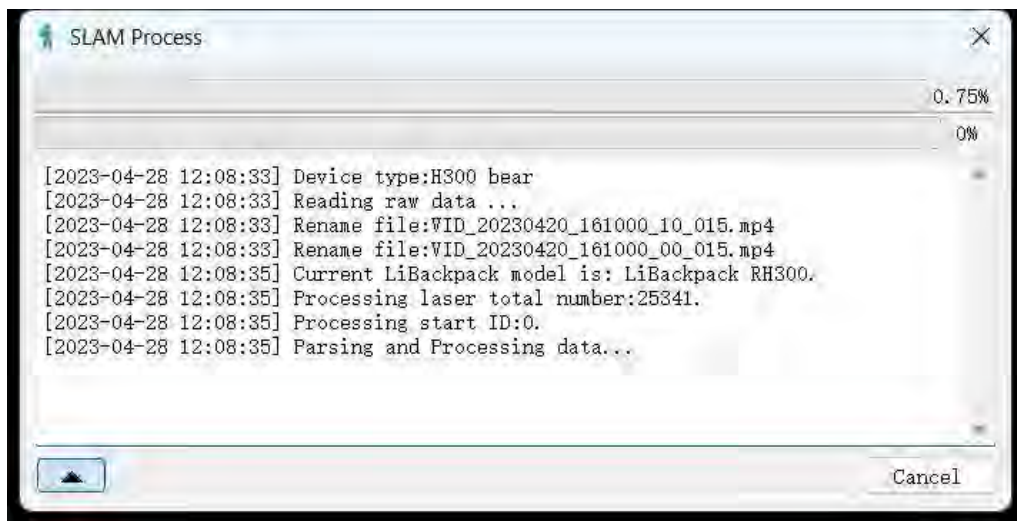 SLAM Process
0.75%
0%
[2023-04-28 12:08:33] Device type:H300 bear
[2023-04-28 12:08:33] Reading raw data ...
[2023-04-28 12:08:33] Rename file:VID_20230420_161000_10_015.mp4
[2023-04-28 12:08:33] Rename file:VID_20230420_161000_00_015.mp4
[2023-04-28 12:08:35] Current LiBackpack model is: LiBackpack RH300.
[2023-04-28 12:08:35] Processing laser total number:25341.
[2023-04-28 12:08:35] Processing start ID:0.
[2023-04-28 12:08:35] Parsing and Processing data...
Cancel